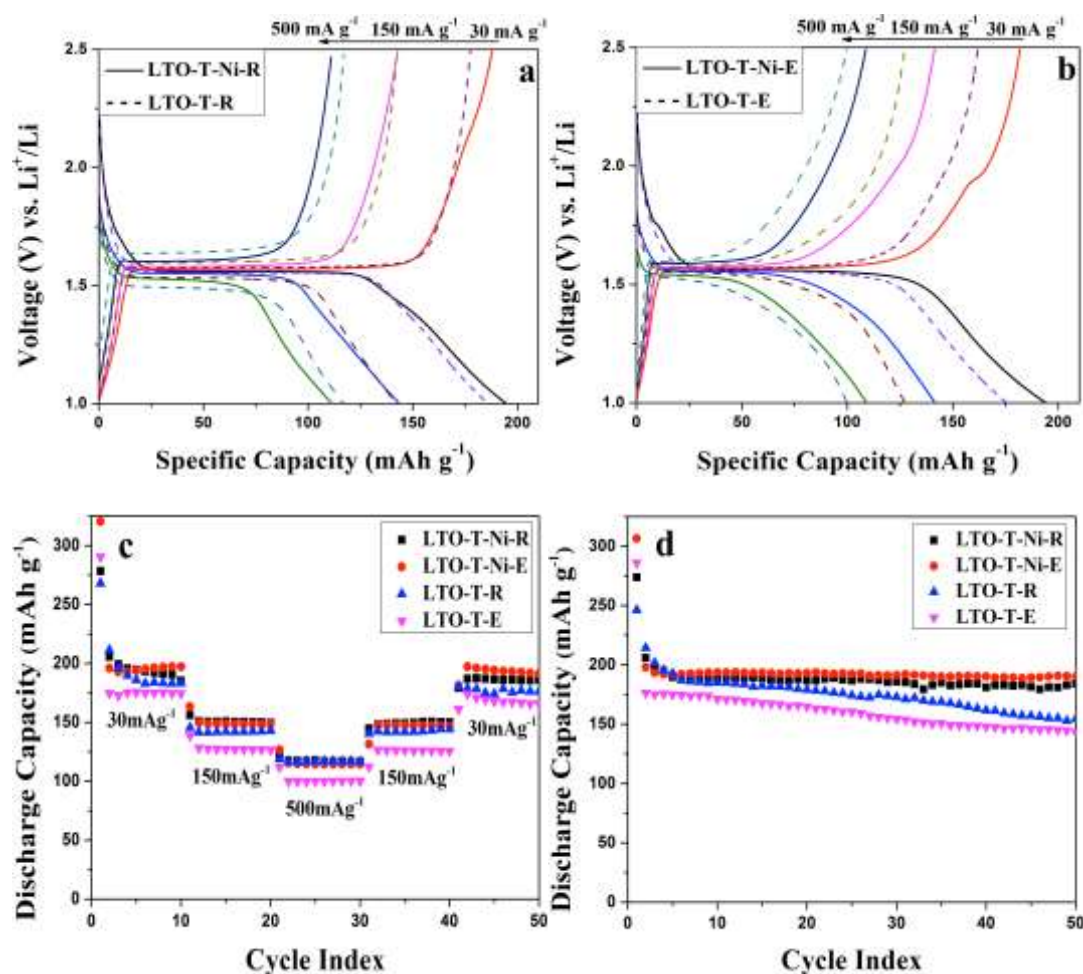 500 mA g⁻¹ 150 mA g⁻¹ 30 mA g⁻¹
2.5
LTO-T-Ni-R
LTO-T-R
a
2.0
1.5
1.0
0 50 100 150 200
Voltage (V) vs. Li⁺/Li
Specific Capacity (mAh g⁻¹)
500 mA g⁻¹ 150 mA g⁻¹ 30 mA g⁻¹
2.5
LTO-T-Ni-E
LTO-T-E
b
2.0
1.5
1.0
0 50 100 150 200
Voltage (V) vs. Li⁺/Li
Specific Capacity (mAh g⁻¹)
c
LTO-T-Ni-R
LTO-T-Ni-E
LTO-T-R
LTO-T-E
300
250
200
150
100
50
0
30mAg⁻¹
150mAg⁻¹
500mAg⁻¹
150mAg⁻¹
30mAg⁻¹
0 10 20 30 40 50
Discharge Capacity (mAh g⁻¹)
Cycle Index
d
LTO-T-Ni-R
LTO-T-Ni-E
LTO-T-R
LTO-T-E
300
250
200
150
100
50
0
0 10 20 30 40 50
Discharge Capacity (mAh g⁻¹)
Cycle Index